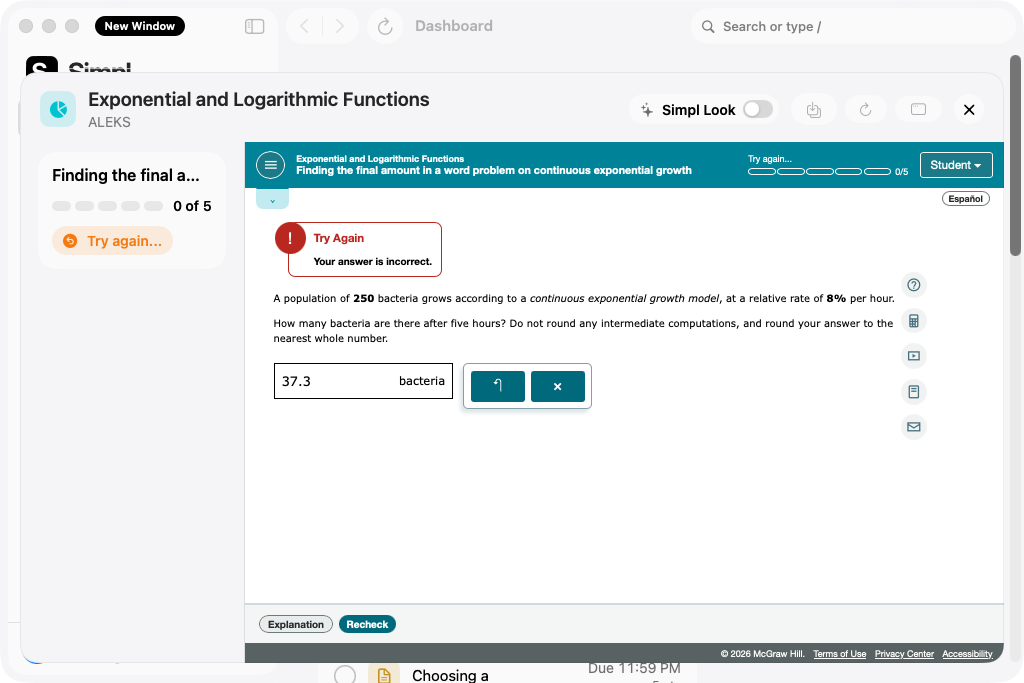 New Window
Dashboard
Search or type /
Simpl
Exponential and Logarithmic Functions
ALEKS
Simpl Look
Finding the final a...
0 of 5
Try again...
Exponential and Logarithmic Functions
Finding the final amount in a word problem on continuous exponential growth
Try again...
0/5
Student
Español
!
Try Again
Your answer is incorrect.
A population of 250 bacteria grows according to a continuous exponential growth model, at a relative rate of 8% per hour.
How many bacteria are there after five hours? Do not round any intermediate computations, and round your answer to the
nearest whole number.
37.3 bacteria
Explanation
Recheck
© 2026 McGraw Hill. Terms of Use Privacy Center Accessibility
Choosing a
Due 11:59 PM